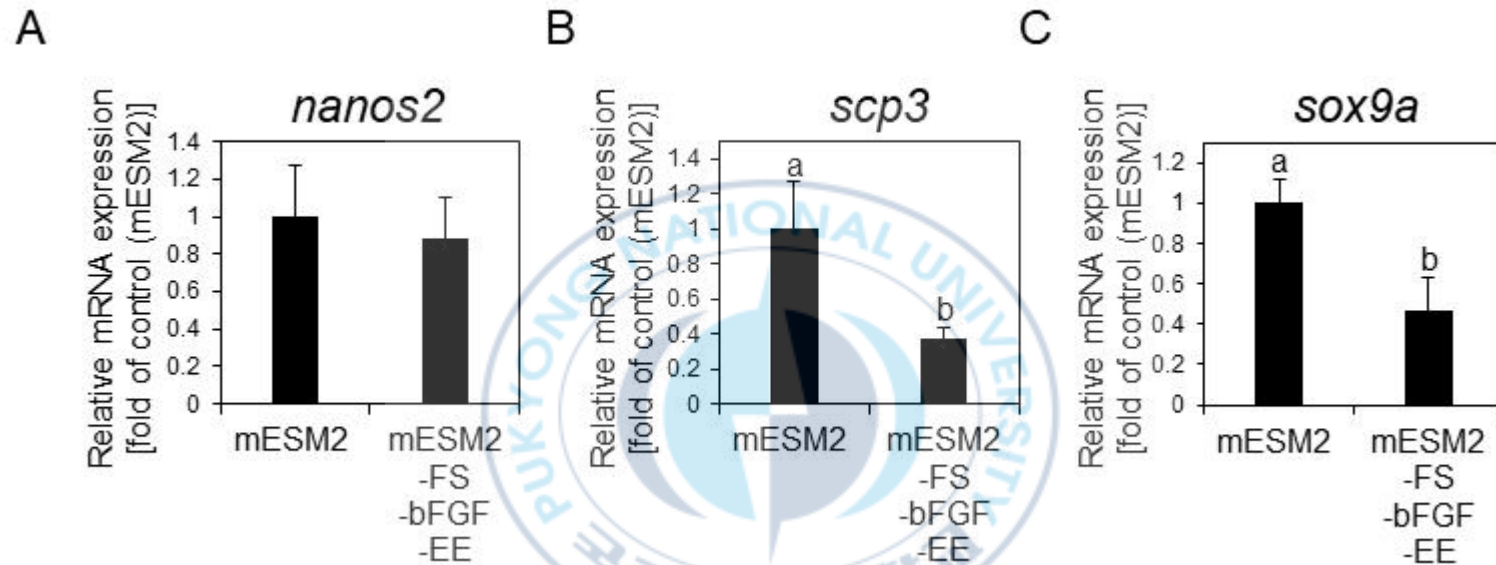 A
B
C
nanos2
Relative mRNA expression
[fold of control (mESM2)]
1.4
1.2
1
0.8
0.6
0.4
0.2
0
mESM2
mESM2
-FS
-bFGF
-EE
scp3
Relative mRNA expression
[fold of control (mESM2)]
1.4
1.2
1
0.8
0.6
0.4
0.2
0
a
b
mESM2
mESM2
-FS
-bFGF
-EE
sox9a
Relative mRNA expression
[fold of control (mESM2)]
1.2
1
0.8
0.6
0.4
0.2
0
a
b
mESM2
mESM2
-FS
-bFGF
-EE
PUKYONG NATIONAL UNIVERSITY